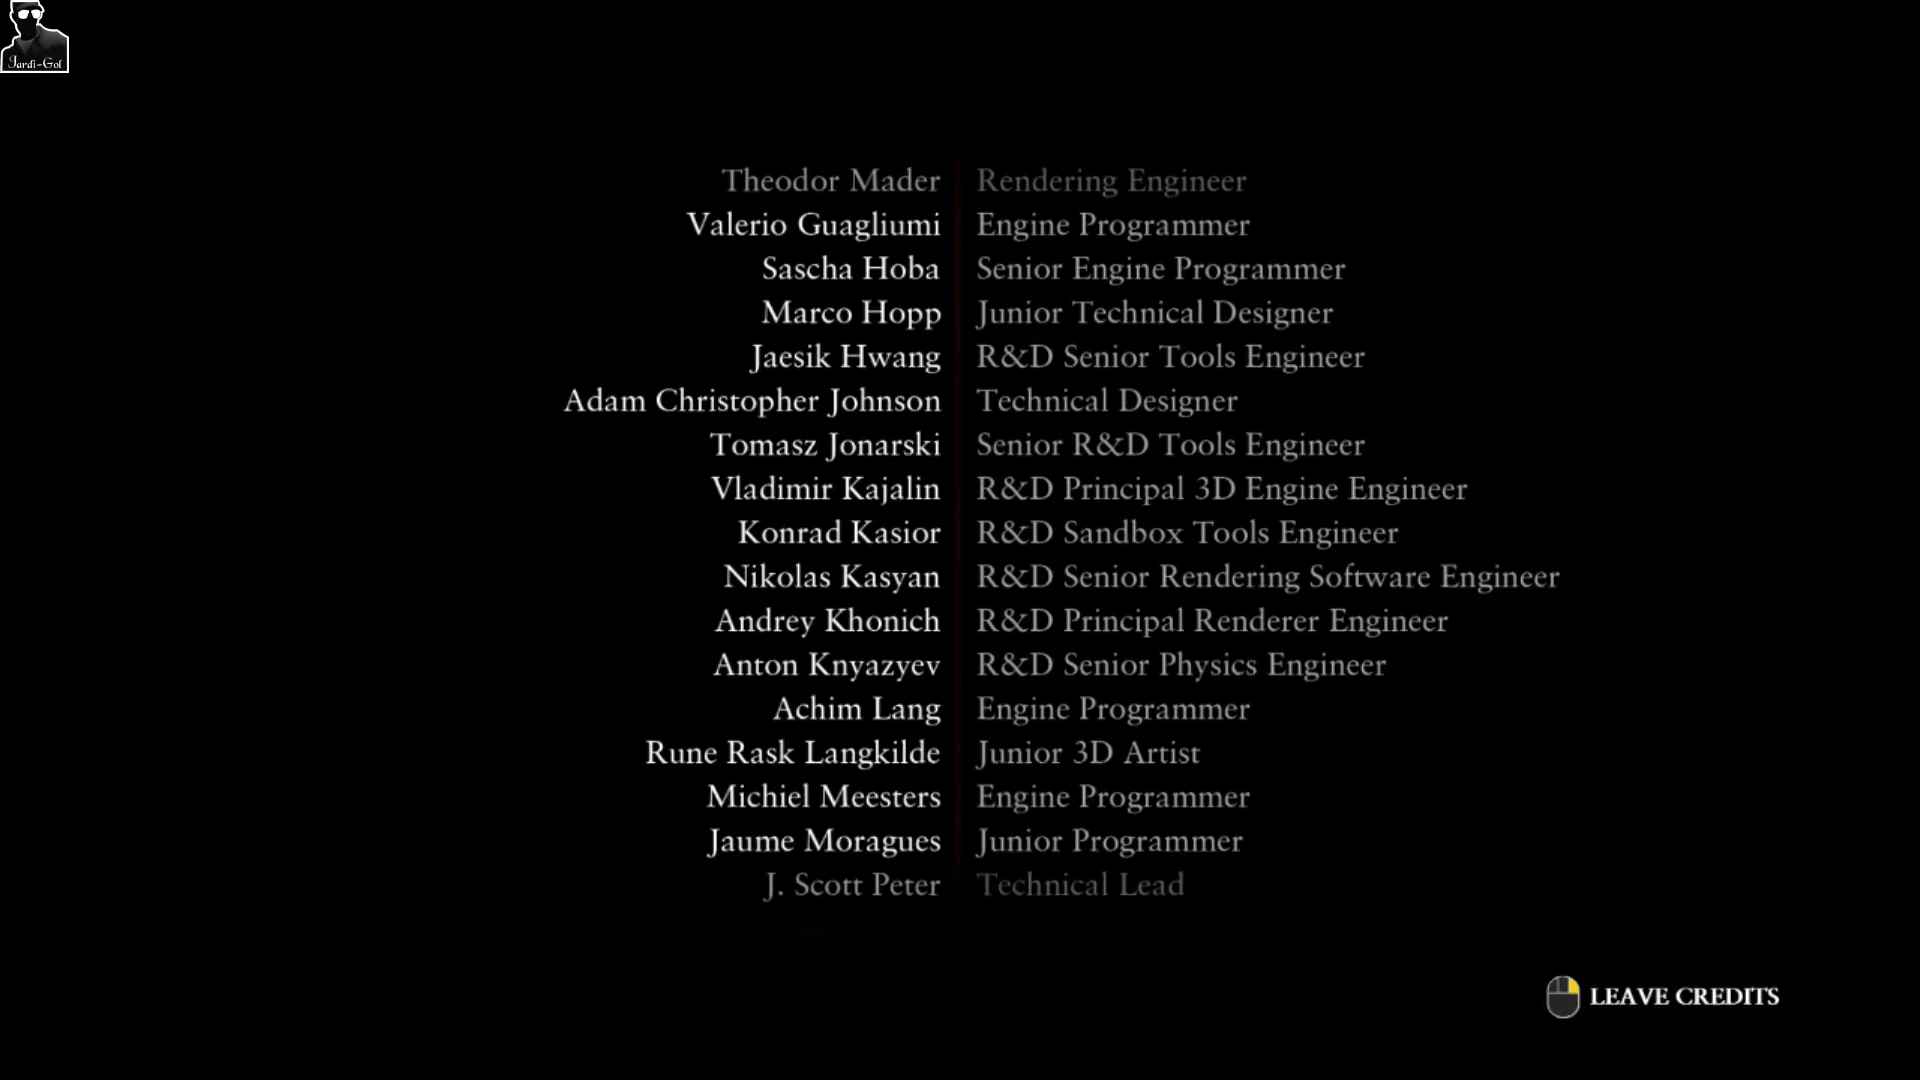 Jardi-Gol
Theodor Mader Rendering Engineer
Valerio Guagliumi Engine Programmer
Sascha Hoba Senior Engine Programmer
Marco Hopp Junior Technical Designer
Jaesik Hwang R&D Senior Tools Engineer
Adam Christopher Johnson Technical Designer
Tomasz Jonarski Senior R&D Tools Engineer
Vladimir Kajalin R&D Principal 3D Engine Engineer
Konrad Kasior R&D Sandbox Tools Engineer
Nikolas Kasyan R&D Senior Rendering Software Engineer
Andrey Khonich R&D Principal Renderer Engineer
Anton Knyazyev R&D Senior Physics Engineer
Achim Lang Engine Programmer
Rune Rask Langkilde Junior 3D Artist
Michiel Meesters Engine Programmer
Jaume Moragues Junior Programmer
J. Scott Peter Technical Lead
LEAVE CREDITS